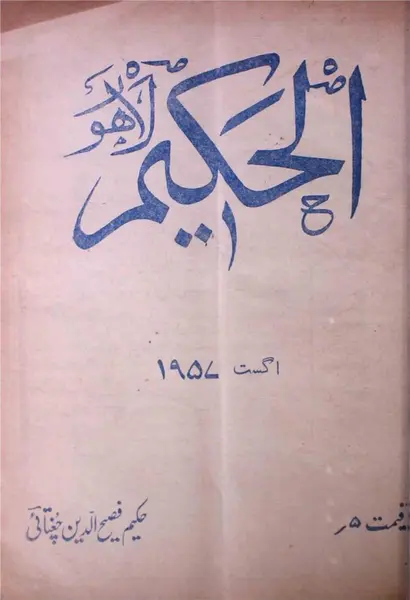 الحکیم
لاہور
اگست ۱۹۵۷
قیمت ۵ر
حکیم فصیح الدین چغتائی